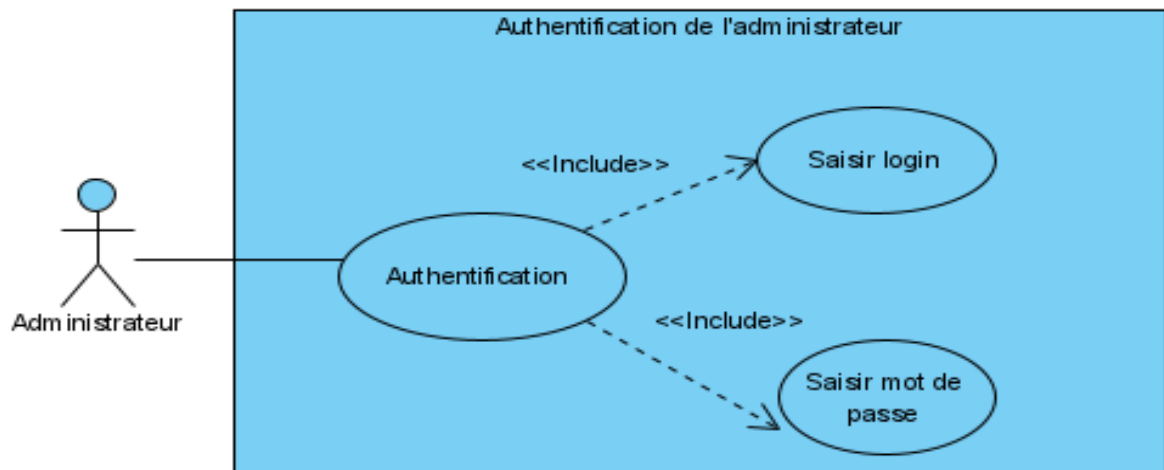 Authentification de l'administrateur
<<Include>>
Saisir login
Authentification
Administrateur
<<Include>>
Saisir mot de
passe